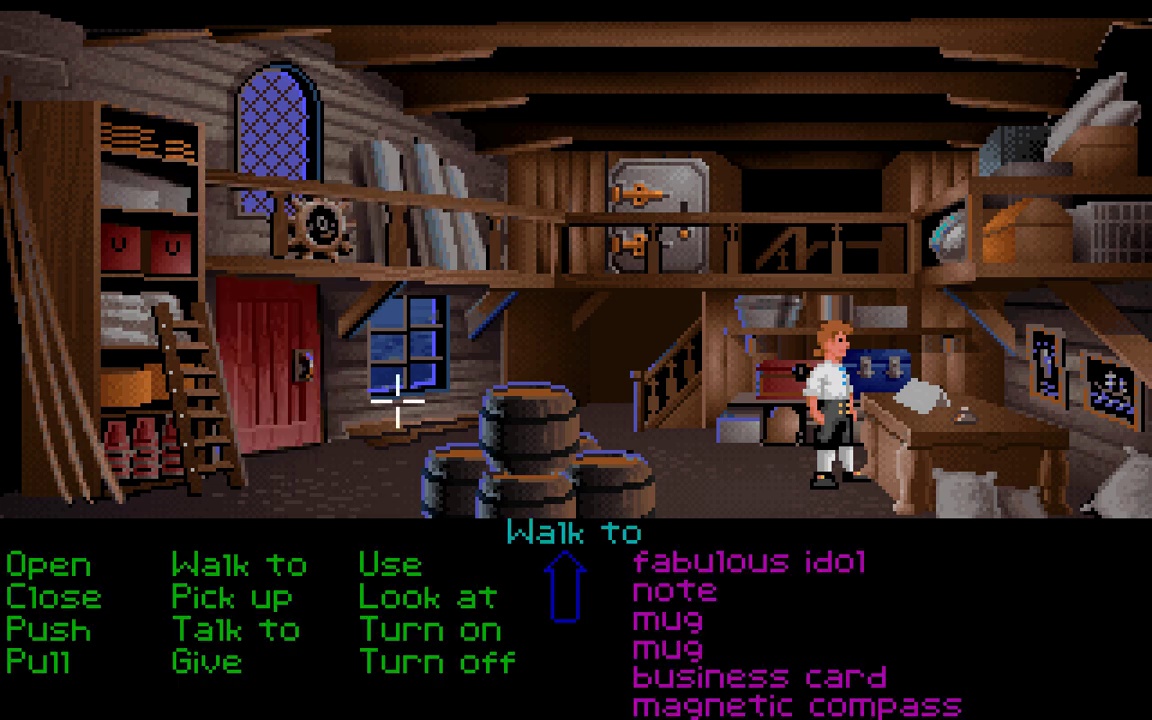 Walk to
Open Walk to Use
Close Pick up Look at
Push Talk to Turn on
Pull Give Turn off
fabulous idol
note
mug
mug
business card
magnetic compass